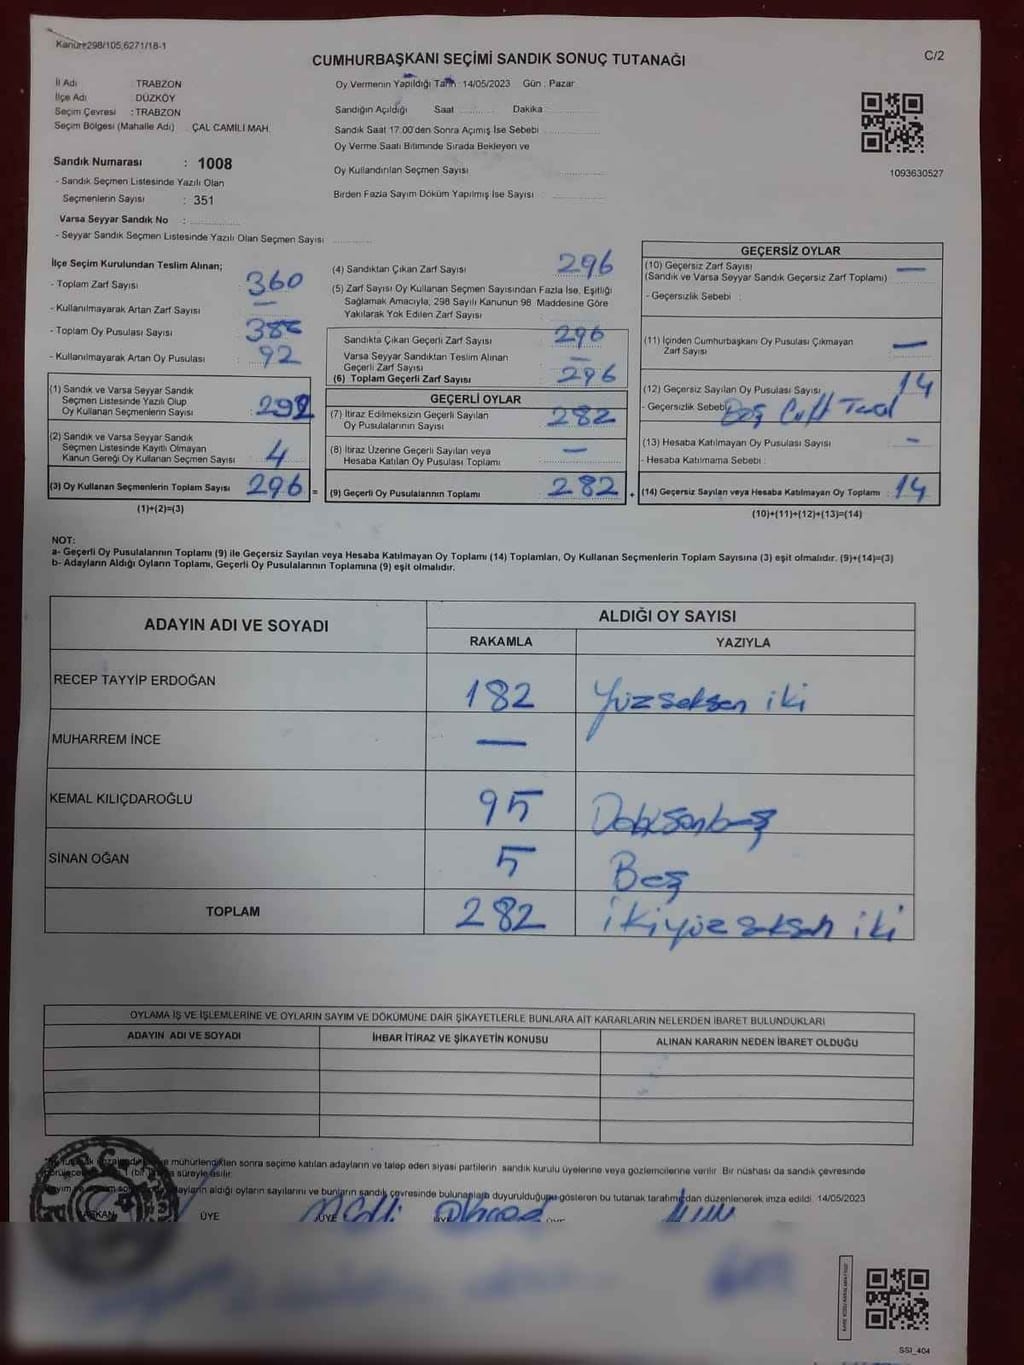 Kanun:298/105,6271/18-1
CUMHURBAŞKANI SEÇİMİ SANDIK SONUÇ TUTANAĞI
C/2
İl Adı : TRABZON
İlçe Adı : DÜZKÖY
Seçim Çevresi : TRABZON
Seçim Bölgesi (Mahalle Adı) : ÇAL CAMİLİ MAH.
Sandık Numarası : 1008
- Sandık Seçmen Listesinde Yazılı Olan
Seçmenlerin Sayısı : 351
Varsa Seyyar Sandık No :
- Seyyar Sandık Seçmen Listesinde Yazılı Olan Seçmen Sayısı
Oy Vermenin Yapıldığı Tarih : 14/05/2023 Gün : Pazar
Sandığın Açıldığı Saat Dakika
Sandık Saat 17.00'den Sonra Açımış İse Sebebi
Oy Verme Saati Bitiminde Sırada Bekleyen ve
Oy Kullandırılan Seçmen Sayısı
Birden Fazla Sayım Döküm Yapılmış İse Sayısı
1093630527
İlçe Seçim Kurulundan Teslim Alınan;
- Toplam Zarf Sayısı : 360
- Kullanılmayarak Artan Zarf Sayısı : —
- Toplam Oy Pusulası Sayısı
- Kullanılmayarak Artan Oy Pusulası : 92
(1) Sandık ve Varsa Seyyar Sandık
Seçmen Listesinde Yazılı Olup
Oy Kullanan Seçmenlerin Sayısı : 292
(2) Sandık ve Varsa Seyyar Sandık
Seçmen Listesinde Kayıtlı Olmayan
Kanun Gereği Oy Kullanan Seçmen Sayısı : 4
(3) Oy Kullanan Seçmenlerin Toplam Sayısı : 296 =
(1)+(2)=(3)
(4) Sandıktan Çıkan Zarf Sayısı 296
(5) Zarf Sayısı Oy Kullanan Seçmen Sayısından Fazla İse, Eşitliği
Sağlamak Amacıyla, 298 Sayılı Kanunun 98. Maddesine Göre
Yakılarak Yok Edilen Zarf Sayısı
Sandıkta Çıkan Geçerli Zarf Sayısı : 296
Varsa Seyyar Sandıktan Teslim Alınan
Geçerli Zarf Sayısı : —
(6) Toplam Geçerli Zarf Sayısı : 296
GEÇERLİ OYLAR
(7) İtiraz Edilmeksizin Geçerli Sayılan
Oy Pusulalarının Sayısı : 282
(8) İtiraz Üzerine Geçerli Sayılan veya
Hesaba Katılan Oy Pusulası Toplamı : —
(9) Geçerli Oy Pusulalarının Toplamı : 282 +
GEÇERSİZ OYLAR
(10) Geçersiz Zarf Sayısı : —
(Sandık ve Varsa Seyyar Sandık Geçersiz Zarf Toplamı)
- Geçersizlik Sebebi :
(11) İçinden Cumhurbaşkanı Oy Pusulası Çıkmayan
Zarf Sayısı : —
(12) Geçersiz Sayılan Oy Pusulası Sayısı : 14
- Geçersizlik Sebebi : Boş Çift
(13) Hesaba Katılmayan Oy Pusulası Sayısı : —
- Hesaba Katılmama Sebebi :
(14) Geçersiz Sayılan veya Hesaba Katılmayan Oy Toplamı : 14
(10)+(11)+(12)+(13)=(14)
NOT:
a- Geçerli Oy Pusulalarının Toplamı (9) ile Geçersiz Sayılan veya Hesaba Katılmayan Oy Toplamı (14) Toplamları, Oy Kullanan Seçmenlerin Toplam Sayısına (3) eşit olmalıdır. (9)+(14)=(3)
b- Adayların Aldığı Oyların Toplamı, Geçerli Oy Pusulalarının Toplamına (9) eşit olmalıdır.
ADAYIN ADI VE SOYADI
ALDIĞI OY SAYISI
RAKAMLA YAZIYLA
RECEP TAYYİP ERDOĞAN 182 Yüzseksen iki
MUHARREM İNCE —
KEMAL KILIÇDAROĞLU 95 Doksanbeş
SİNAN OĞAN 5 Beş
TOPLAM 282 ikiyüz seksen iki
OYLAMA İŞ VE İŞLEMLERİNE VE OYLARIN SAYIM VE DÖKÜMÜNE DAİR ŞİKAYETLERLE BUNLARA AİT KARARLARIN NELERDEN İBARET BULUNDUKLARI
ADAYIN ADI VE SOYADI İHBAR İTİRAZ VE ŞİKAYETİN KONUSU ALINAN KARARIN NEDEN İBARET OLDUĞU
mühürlendikten sonra seçime katılan adayların ve talep eden siyasi partilerin sandık kurulu üyelerine veya gözlemcilerine verilir. Bir nüshası da sandık çevresinde
süreyle asılır.
adayların aldığı oyların sayılarını ve bunların sandık çevresinde bulunanlara duyurulduğunu gösteren bu tutanak tarafımızdan düzenlenerek imza edildi. 14/05/2023
BAŞKAN ÜYE ÜYE ÜYE
SSİ_404